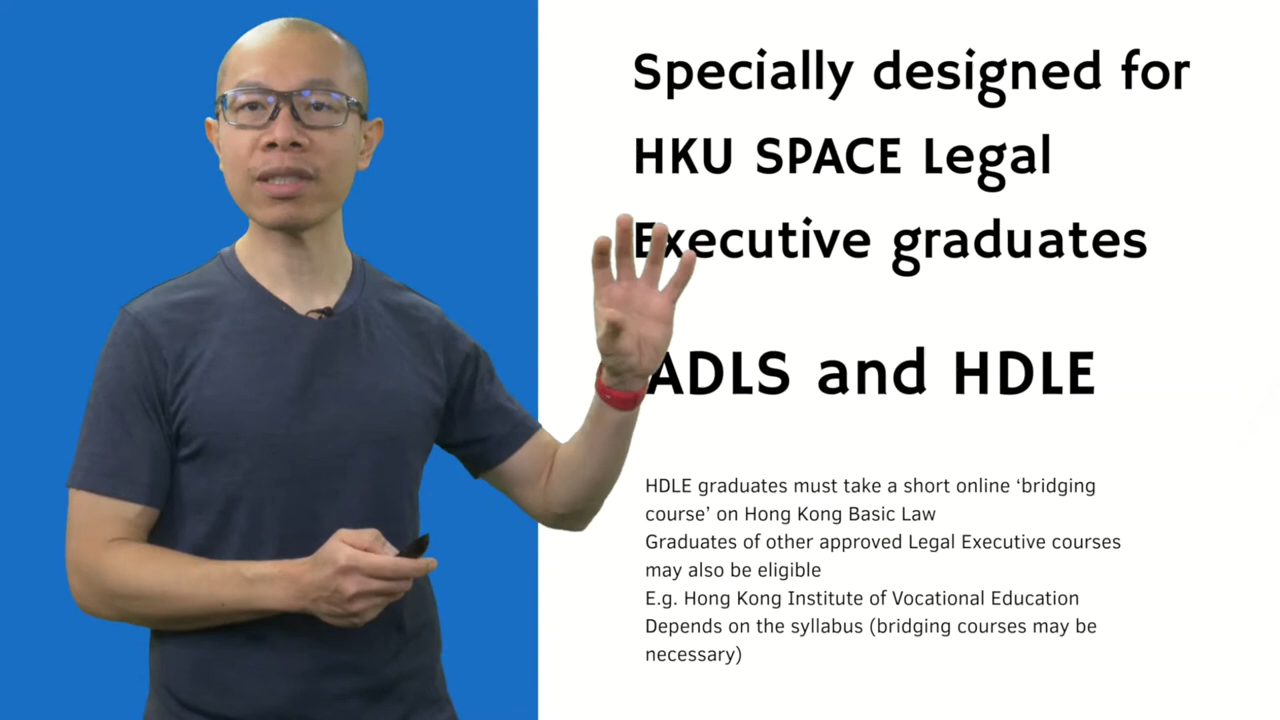 Specially designed for
HKU SPACE Legal
Executive graduates
ADLS and HDLE
HDLE graduates must take a short online ‘bridging
course’ on Hong Kong Basic Law
Graduates of other approved Legal Executive courses
may also be eligible
E.g. Hong Kong Institute of Vocational Education
Depends on the syllabus (bridging courses may be
necessary)